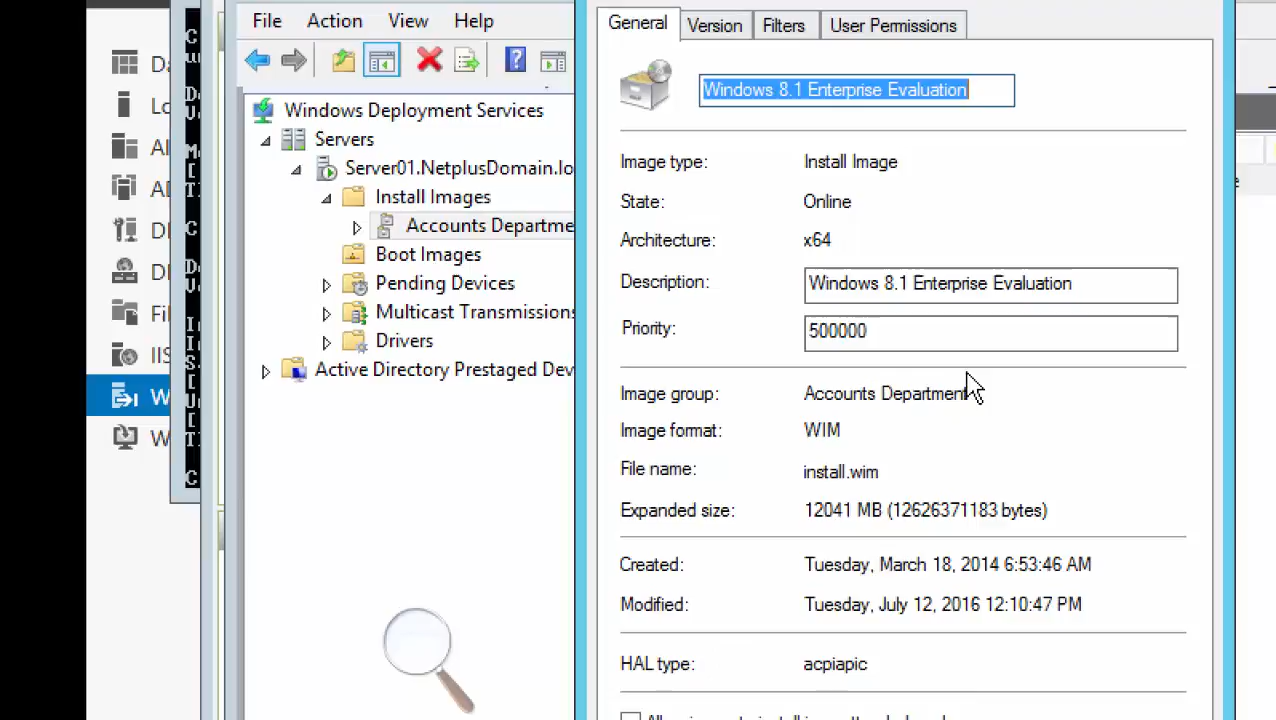 File Action View Help
Windows Deployment Services
Servers
Server01.NetplusDomain.lo
Install Images
Accounts Departme
Boot Images
Pending Devices
Multicast Transmissions
Drivers
Active Directory Prestaged Dev
General Version Filters User Permissions
Windows 8.1 Enterprise Evaluation
Image type: Install Image
State: Online
Architecture: x64
Description: Windows 8.1 Enterprise Evaluation
Priority: 500000
Image group: Accounts Department
Image format: WIM
File name: install.wim
Expanded size: 12041 MB (12626371183 bytes)
Created: Tuesday, March 18, 2014 6:53:46 AM
Modified: Tuesday, July 12, 2016 12:10:47 PM
HAL type: acpiapic